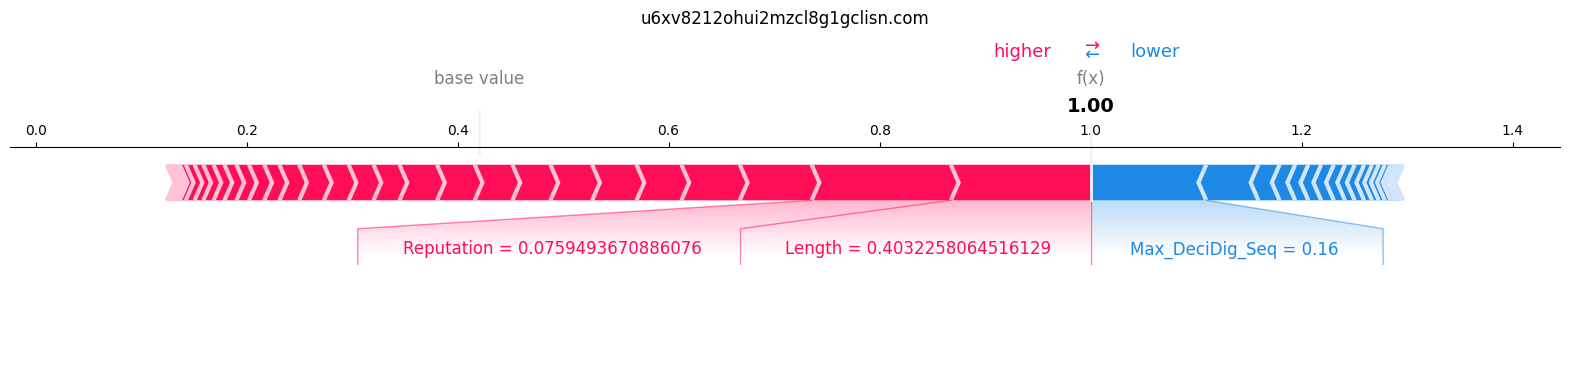 u6xv8212ohui2mzcl8g1gclisn.com
higher ⇄ lower
base value f(x)
1.00
0.0 0.2 0.4 0.6 0.8 1.0 1.2 1.4
Reputation = 0.0759493670886076 Length = 0.4032258064516129 Max_DeciDig_Seq = 0.16